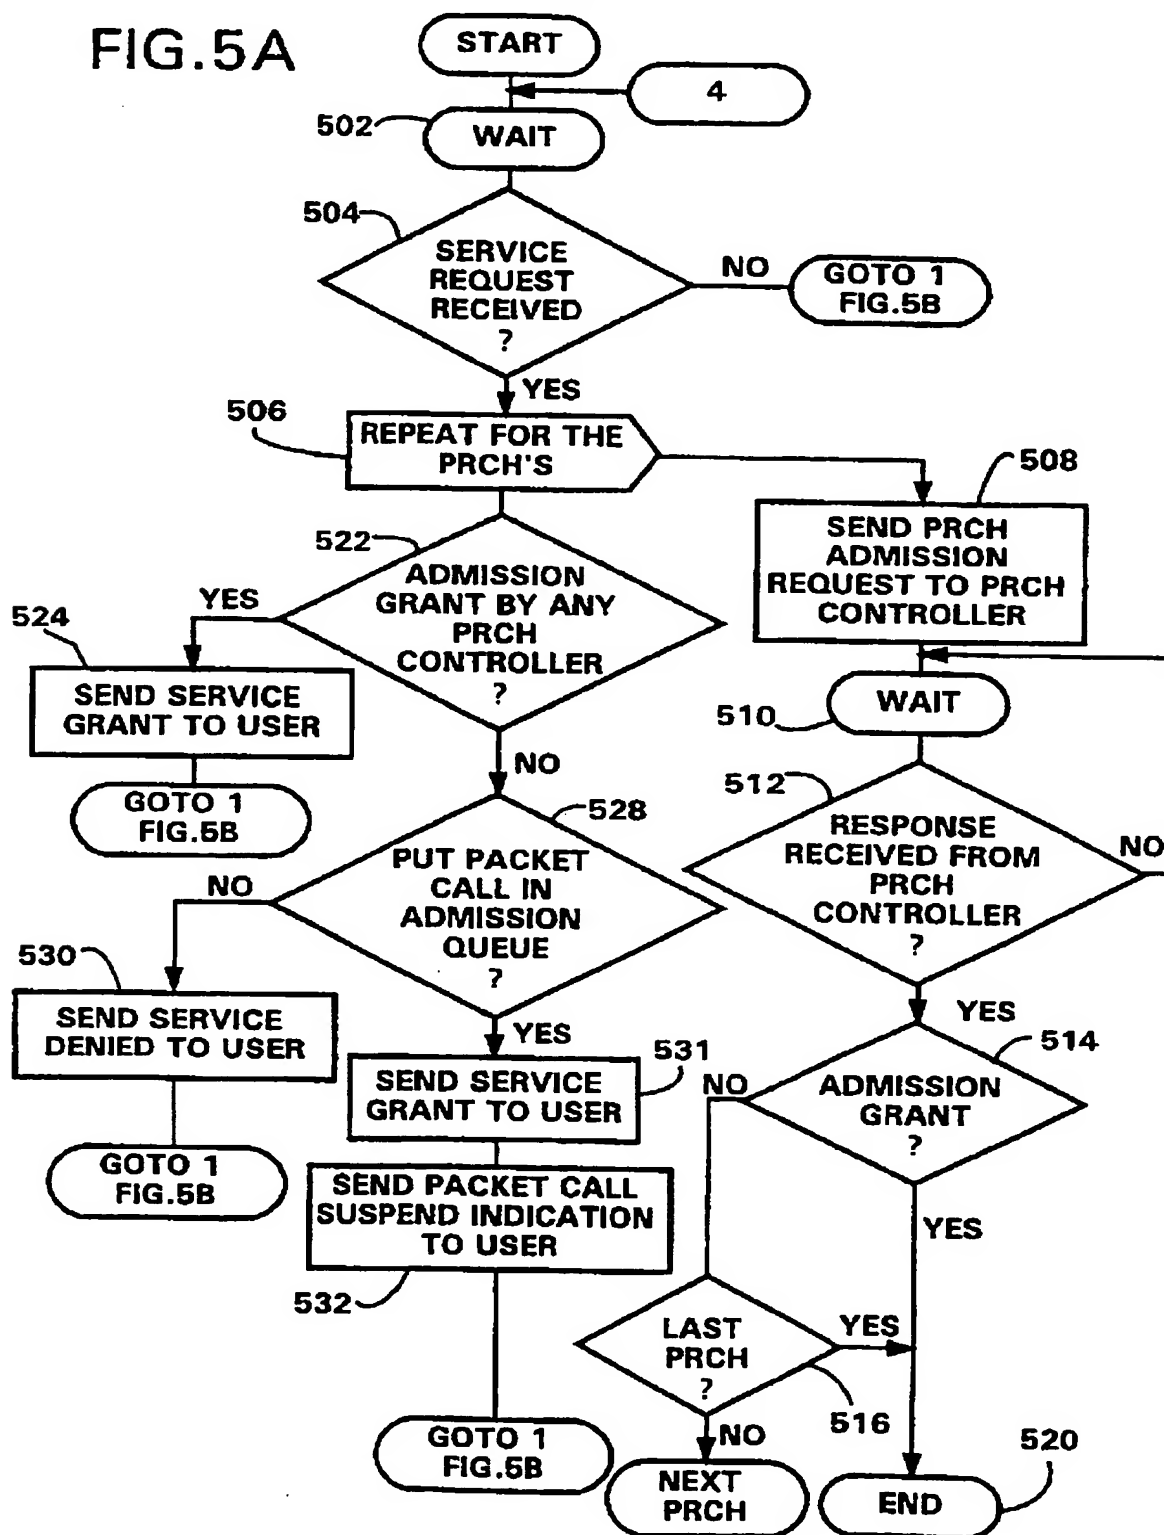 FIG.5A
START
4
502
WAIT
504
SERVICE
REQUEST
RECEIVED
?
NO
GOTO 1
FIG.5B
YES
506
REPEAT FOR THE
PRCH'S
508
SEND PRCH
ADMISSION
REQUEST TO PRCH
CONTROLLER
522
ADMISSION
GRANT BY ANY
PRCH
CONTROLLER
?
YES
524
SEND SERVICE
GRANT TO USER
GOTO 1
FIG.5B
NO
510
WAIT
512
RESPONSE
RECEIVED FROM
PRCH
CONTROLLER
?
NO
528
PUT PACKET
CALL IN
ADMISSION
QUEUE
?
NO
530
SEND SERVICE
DENIED TO USER
GOTO 1
FIG.5B
YES
531
SEND SERVICE
GRANT TO USER
SEND PACKET CALL
SUSPEND INDICATION
TO USER
532
GOTO 1
FIG.5B
YES
514
ADMISSION
GRANT
?
NO
YES
LAST
PRCH
?
YES
516
NO
NEXT
PRCH
520
END